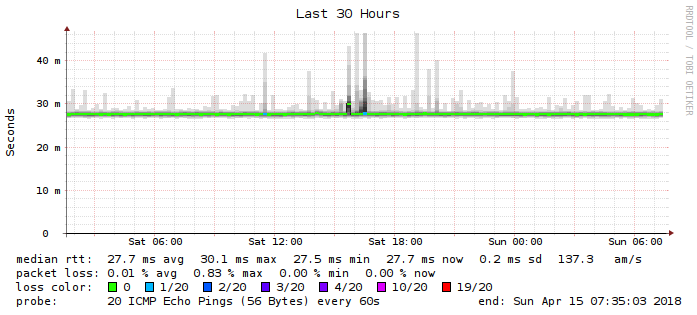 Last 30 Hours
RRDTOOL / TOBI OETIKER
Seconds
40 m
30 m
20 m
10 m
0
Sat 06:00 Sat 12:00 Sat 18:00 Sun 00:00 Sun 06:00
median rtt: 27.7 ms avg 30.1 ms max 27.5 ms min 27.7 ms now 0.2 ms sd 137.3 am/s
packet loss: 0.01 % avg 0.83 % max 0.00 % min 0.00 % now
loss color: 0 1/20 2/20 3/20 4/20 10/20 19/20
probe: 20 ICMP Echo Pings (56 Bytes) every 60s end: Sun Apr 15 07:35:03 2018